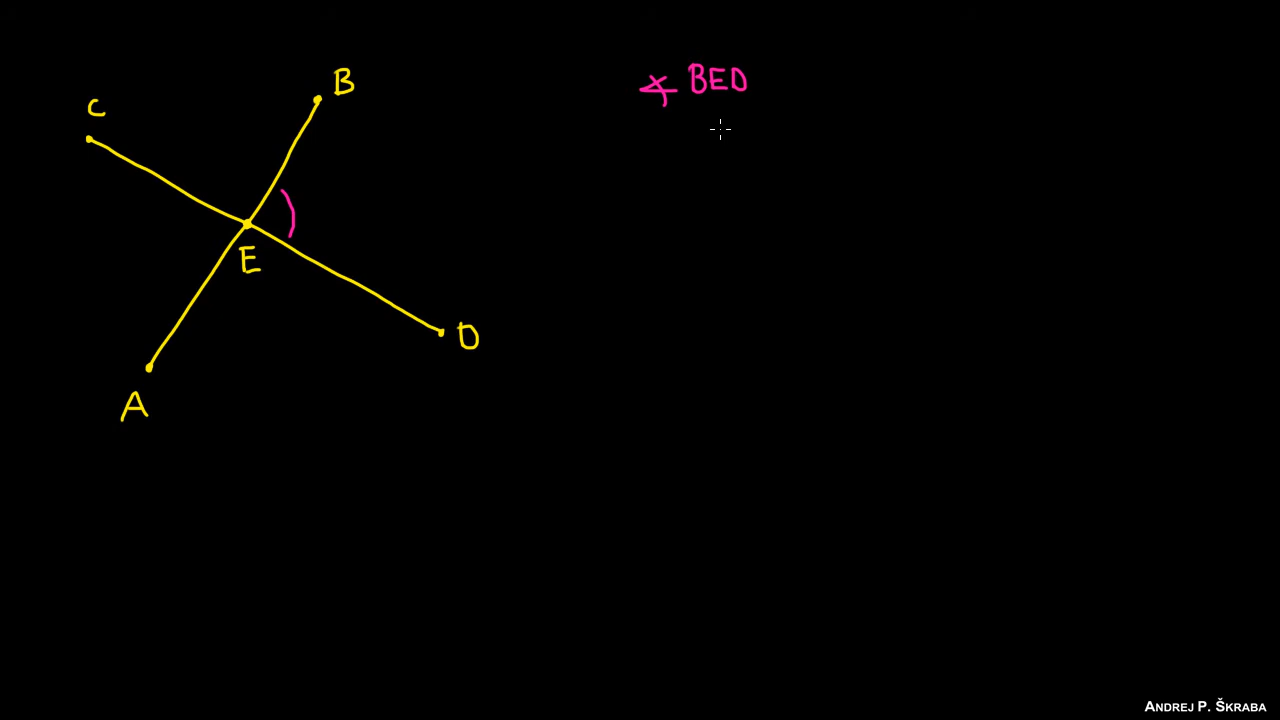 B
C
∢ BED
E
D
A
ANDREJ P. ŠKRABA